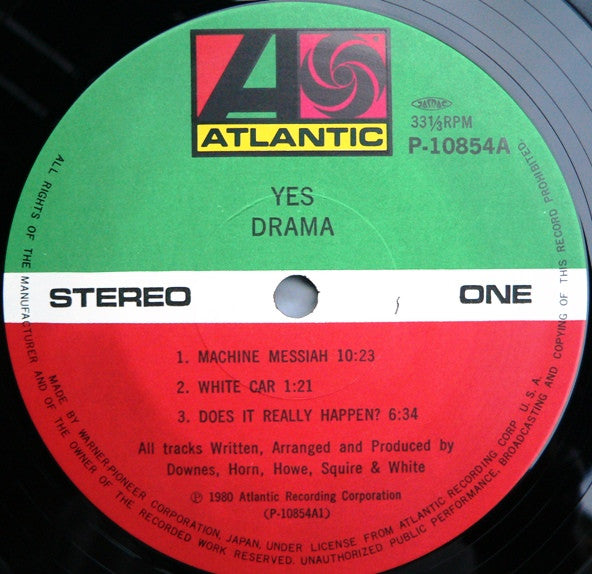 ATLANTIC
JASRAC
33⅓RPM
P-10854A
YES
DRAMA
STEREO
ONE
1. MACHINE MESSIAH 10:23
2. WHITE CAR 1:21
3. DOES IT REALLY HAPPEN? 6:34
All tracks Written, Arranged and Produced by
Downes, Horn, Howe, Squire & White
Ⓟ 1980 Atlantic Recording Corporation
(P-10854A1)
MADE BY WARNER-PIONEER CORPORATION, JAPAN, UNDER LICENSE FROM ATLANTIC RECORDING CORP. U.S.A.
ALL RIGHTS OF THE MANUFACTURER AND OF THE OWNER OF THE RECORDED WORK RESERVED. UNAUTHORIZED PUBLIC PERFORMANCE, BROADCASTING AND COPYING OF THIS RECORD PROHIBITED.